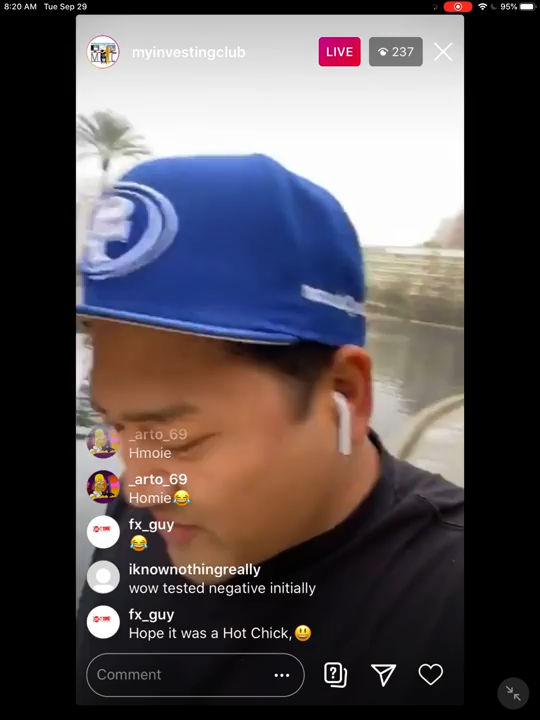 8:20 AM Tue Sep 29
95%
myinvestingclub
LIVE
237
_arto_69
Hmoie
_arto_69
Homie😂
fx_guy
😂
iknownothingreally
wow tested negative initially
fx_guy
Hope it was a Hot Chick,😃
Comment